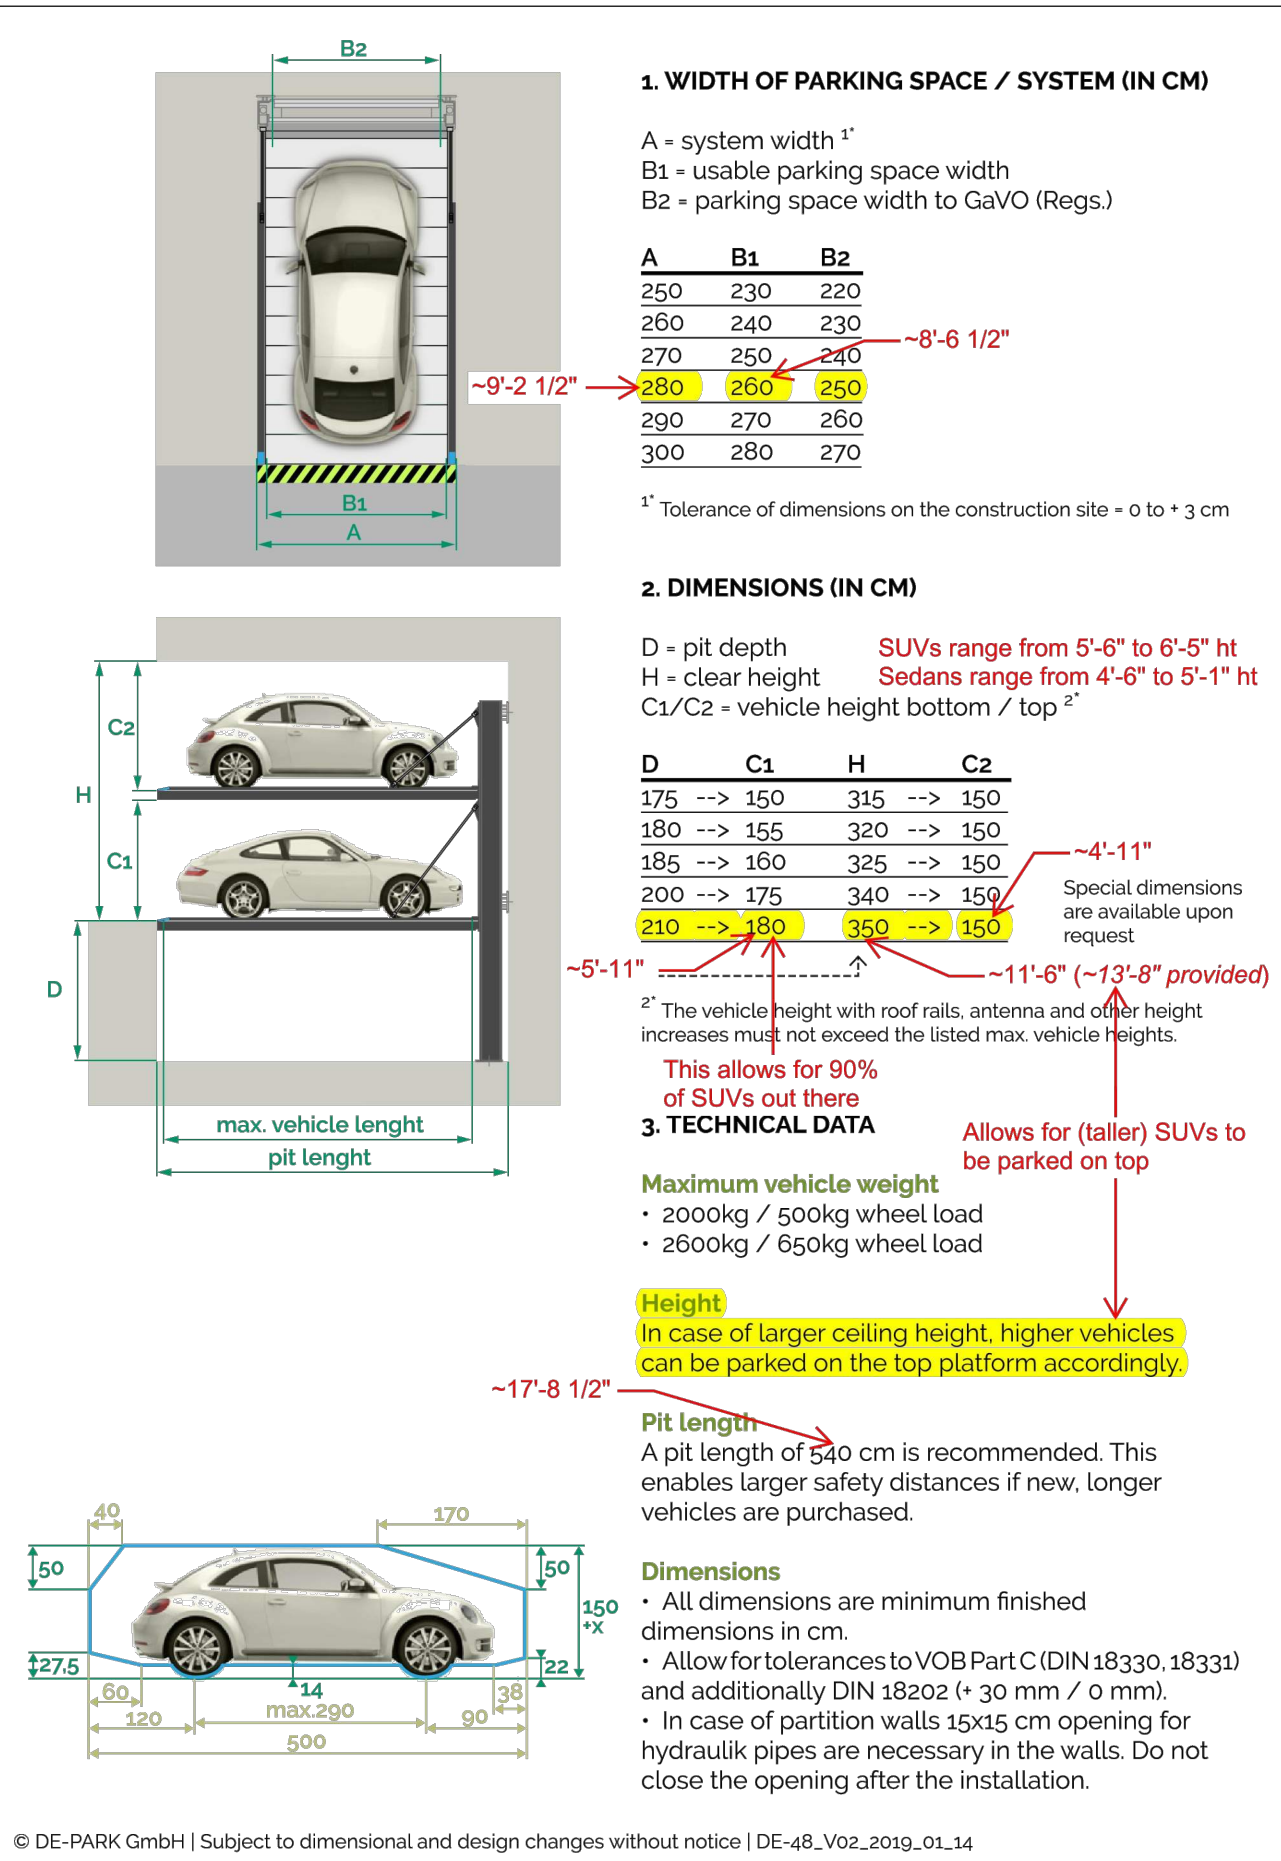 B2
B1
A
1. WIDTH OF PARKING SPACE / SYSTEM (IN CM)
A = system width 1*
B1 = usable parking space width
B2 = parking space width to GaVO (Regs.)
A B1 B2
250 230 220
260 240 230
270 250 240
280 260 250
290 270 260
300 280 270
~8'-6 1/2"
~9'-2 1/2"
1* Tolerance of dimensions on the construction site = 0 to + 3 cm
C2
H
C1
D
max. vehicle lenght
pit lenght
2. DIMENSIONS (IN CM)
D = pit depth
H = clear height
C1/C2 = vehicle height bottom / top 2*
SUVs range from 5'-6" to 6'-5" ht
Sedans range from 4'-6" to 5'-1" ht
D C1 H C2
175 --> 150 315 --> 150
180 --> 155 320 --> 150
185 --> 160 325 --> 150
200 --> 175 340 --> 150
210 --> 180 350 --> 150
~4'-11"
Special dimensions
are available upon
request
~5'-11"
~11'-6" (~13'-8" provided)
2* The vehicle height with roof rails, antenna and other height
increases must not exceed the listed max. vehicle heights.
This allows for 90%
of SUVs out there
Allows for (taller) SUVs to
be parked on top
3. TECHNICAL DATA
Maximum vehicle weight
• 2000kg / 500kg wheel load
• 2600kg / 650kg wheel load
Height
In case of larger ceiling height, higher vehicles
can be parked on the top platform accordingly.
~17'-8 1/2"
Pit length
A pit length of 540 cm is recommended. This
enables larger safety distances if new, longer
vehicles are purchased.
40
170
50
50
150
+x
27,5
22
60
14
38
120
max.290
90
500
Dimensions
• All dimensions are minimum finished
dimensions in cm.
• Allow for tolerances to VOB Part C (DIN 18330, 18331)
and additionally DIN 18202 (+ 30 mm / 0 mm).
• In case of partition walls 15x15 cm opening for
hydraulik pipes are necessary in the walls. Do not
close the opening after the installation.
© DE-PARK GmbH | Subject to dimensional and design changes without notice | DE-48_V02_2019_01_14